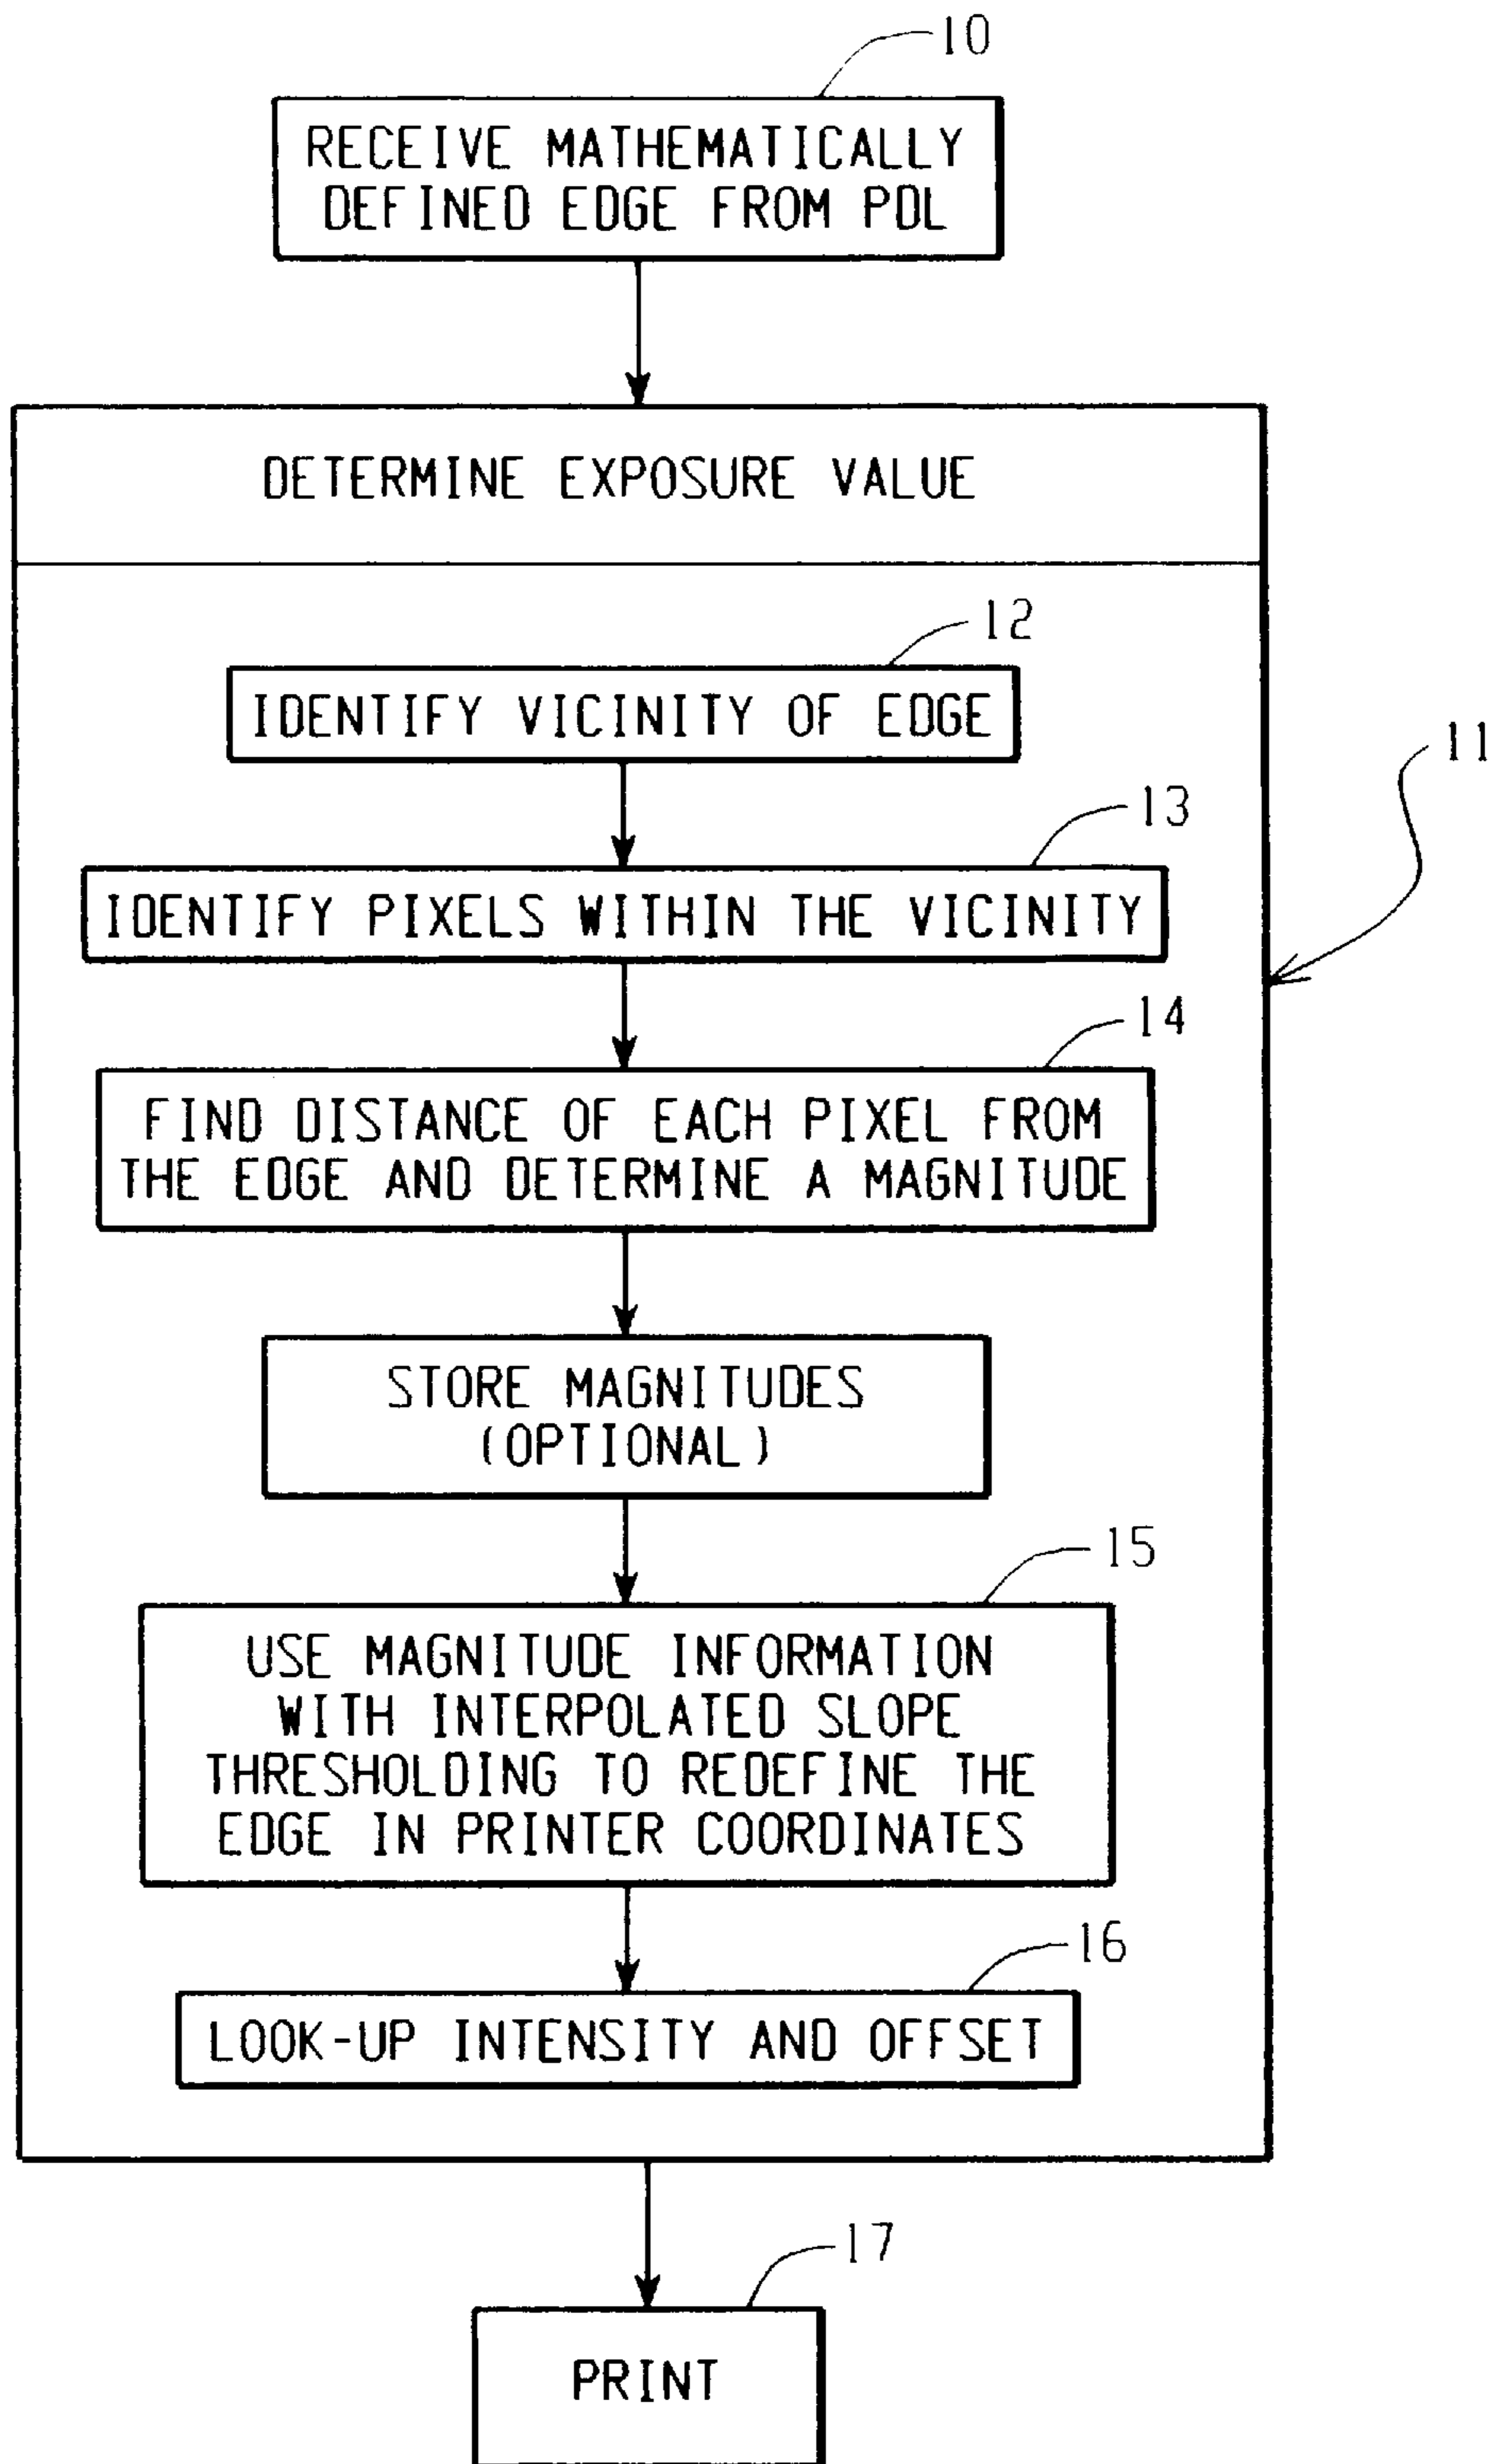 10
RECEIVE MATHEMATICALLY
DEFINED EDGE FROM PDL
DETERMINE EXPOSURE VALUE
12
IDENTIFY VICINITY OF EDGE
11
13
IDENTIFY PIXELS WITHIN THE VICINITY
14
FIND DISTANCE OF EACH PIXEL FROM
THE EDGE AND DETERMINE A MAGNITUDE
STORE MAGNITUDES
(OPTIONAL)
15
USE MAGNITUDE INFORMATION
WITH INTERPOLATED SLOPE
THRESHOLDING TO REDEFINE THE
EDGE IN PRINTER COORDINATES
16
LOOK-UP INTENSITY AND OFFSET
17
PRINT